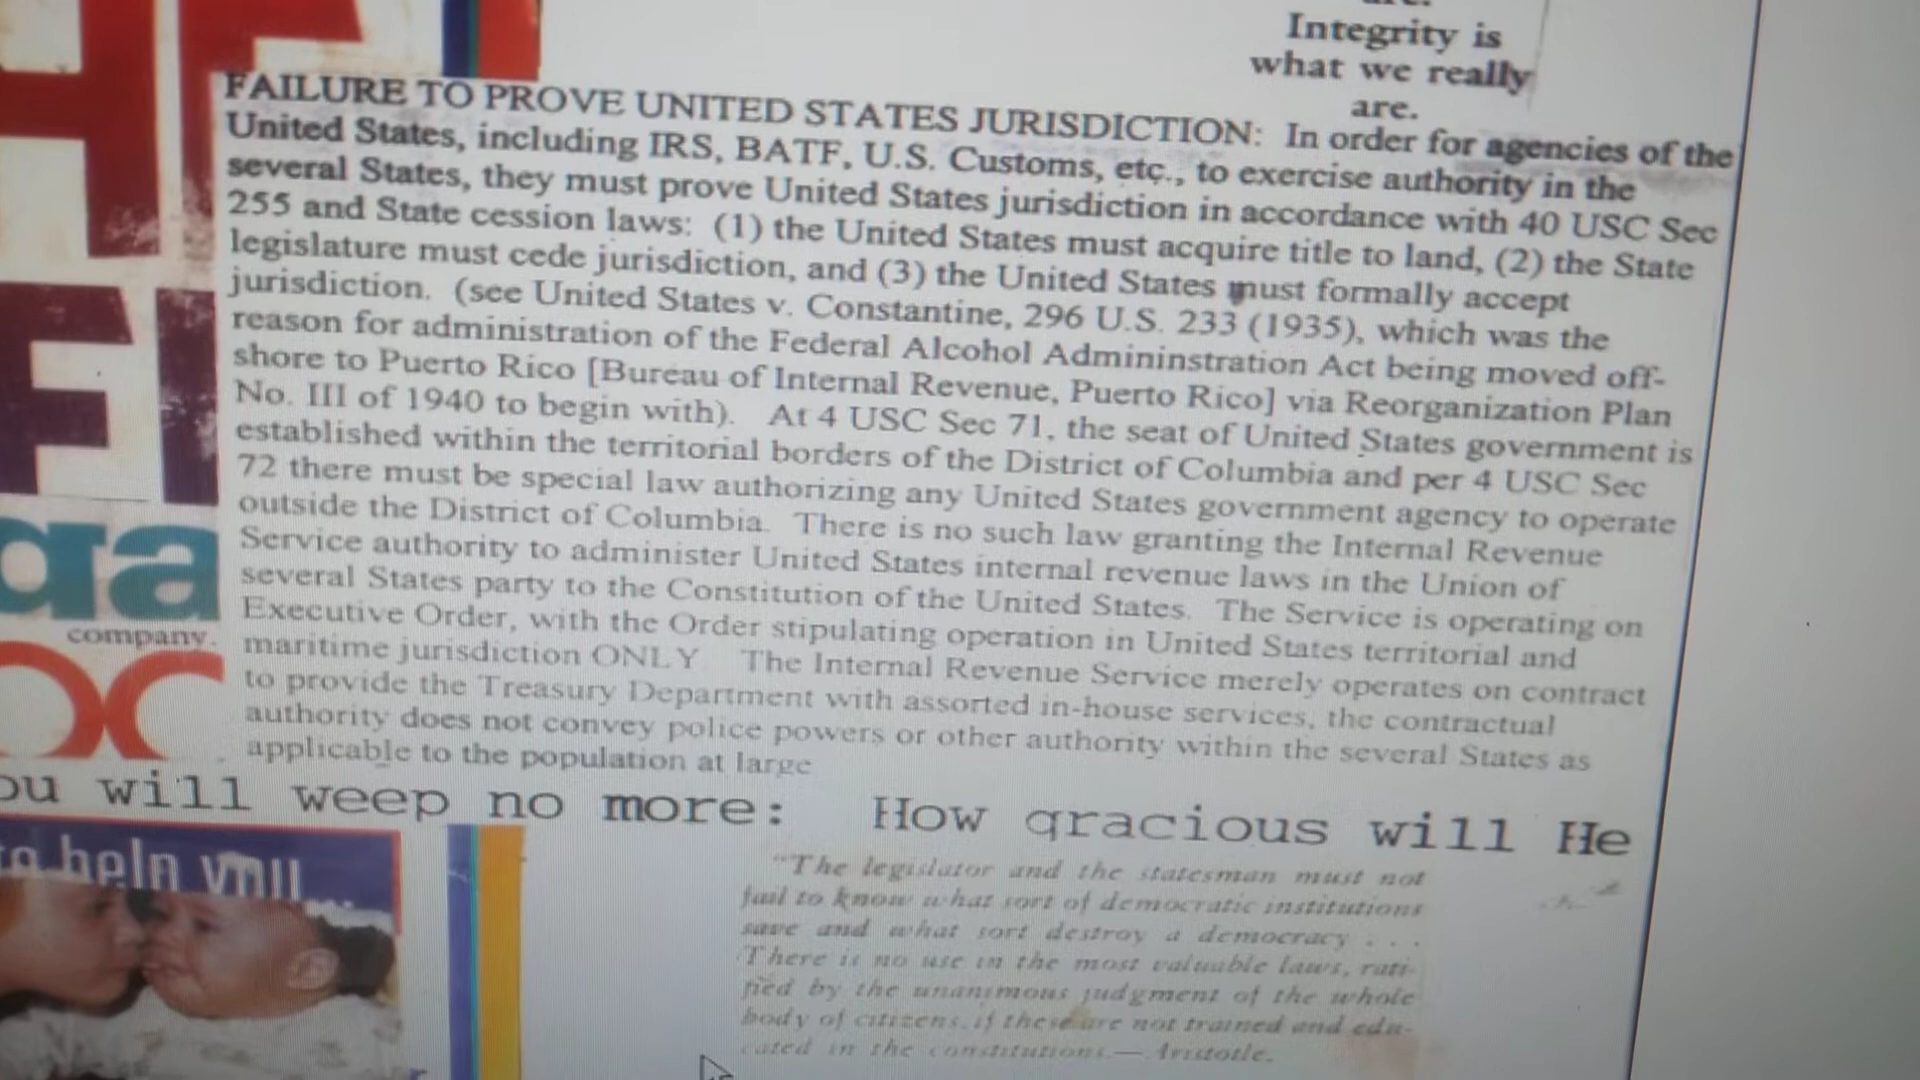 Integrity is
what we really
are.
FAILURE TO PROVE UNITED STATES JURISDICTION: In order for agencies of the
United States, including IRS, BATF, U.S. Customs, etc., to exercise authority in the
several States, they must prove United States jurisdiction in accordance with 40 USC Sec
255 and State cession laws: (1) the United States must acquire title to land, (2) the State
legislature must cede jurisdiction, and (3) the United States must formally accept
jurisdiction. (see United States v. Constantine, 296 U.S. 233 (1935), which was the
reason for administration of the Federal Alcohol Admininstration Act being moved off-
shore to Puerto Rico [Bureau of Internal Revenue, Puerto Rico] via Reorganization Plan
No. III of 1940 to begin with). At 4 USC Sec 71, the seat of United States government is
established within the territorial borders of the District of Columbia and per 4 USC Sec
72 there must be special law authorizing any United States government agency to operate
outside the District of Columbia. There is no such law granting the Internal Revenue
Service authority to administer United States internal revenue laws in the Union of
several States party to the Constitution of the United States. The Service is operating on
Executive Order, with the Order stipulating operation in United States territorial and
maritime jurisdiction ONLY The Internal Revenue Service merely operates on contract
to provide the Treasury Department with assorted in-house services, the contractual
authority does not convey police powers or other authority within the several States as
applicable to the population at large
company.
ou will weep no more: How gracious will He
to help you...
"The legislator and the statesman must not
fail to know what sort of democratic institutions
save and what sort destroy a democracy . . .
There is no use in the most valuable laws, rati-
fied by the unanimous judgment of the whole
body of citizens, if these are not trained and edu-
cated in the constitutions.—Aristotle.